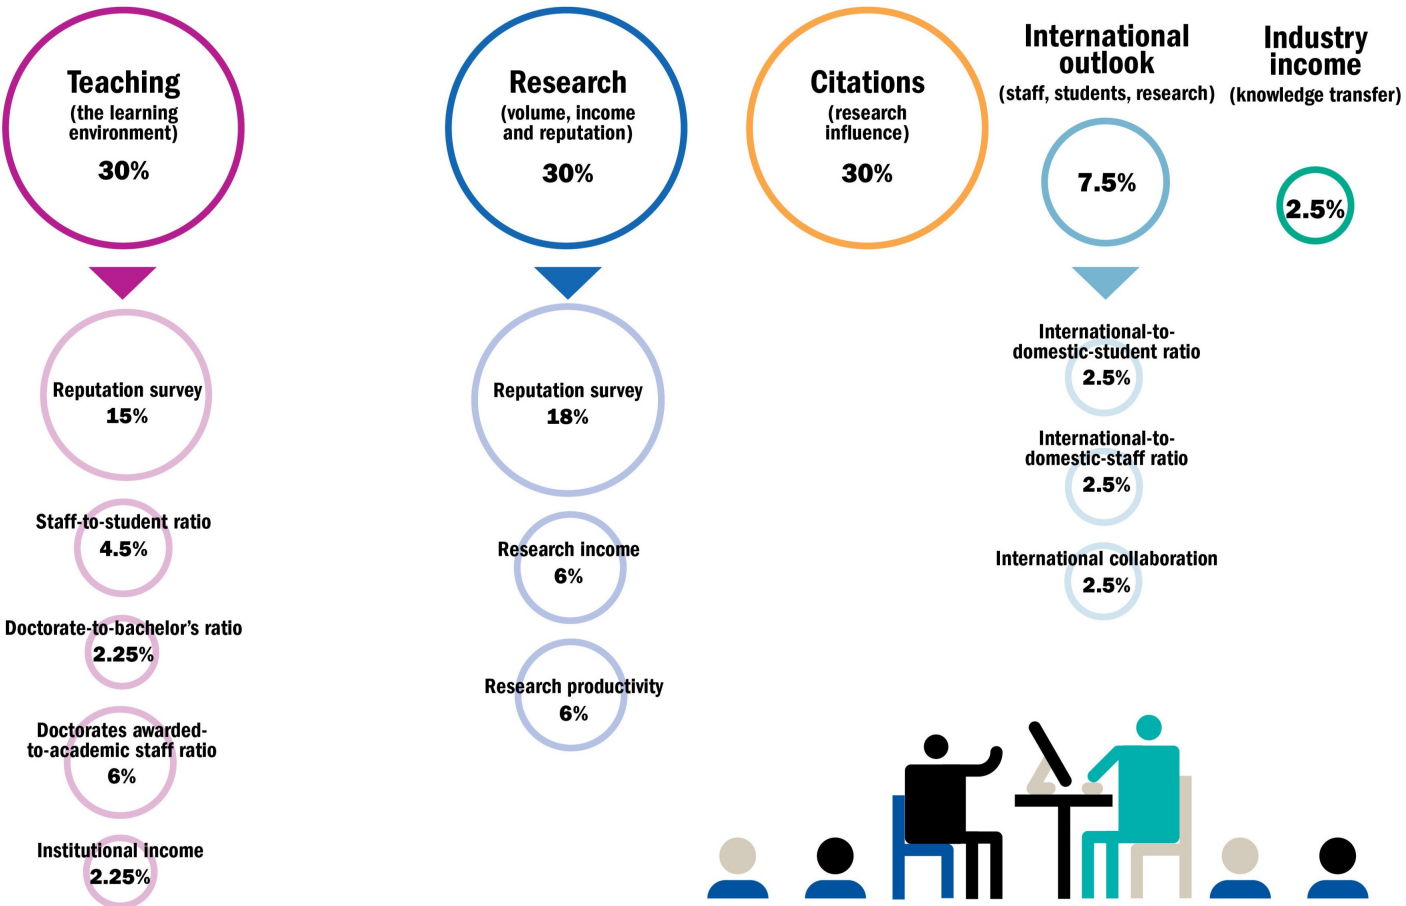 Teaching
(the learning
environment)
30%
Reputation survey
15%
Staff-to-student ratio
4.5%
Doctorate-to-bachelor’s ratio
2.25%
Doctorates awarded-
to-academic staff ratio
6%
Institutional income
2.25%
Research
(volume, income
and reputation)
30%
Reputation survey
18%
Research income
6%
Research productivity
6%
Citations
(research
influence)
30%
International
outlook
(staff, students, research)
7.5%
International-to-
domestic-student ratio
2.5%
International-to-
domestic-staff ratio
2.5%
International collaboration
2.5%
Industry
income
(knowledge transfer)
2.5%